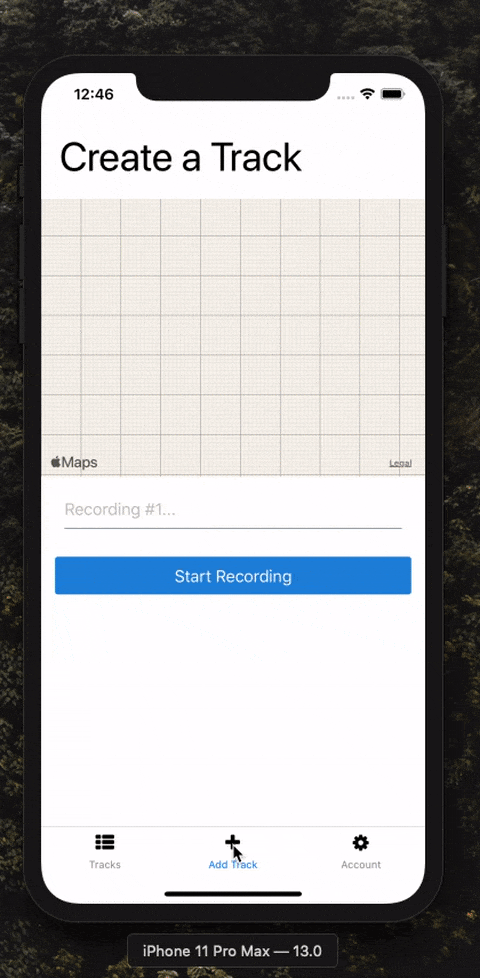 12:46
Create a Track
Maps
Legal
Recording #1...
Start Recording
Tracks
Add Track
Account
iPhone 11 Pro Max — 13.0